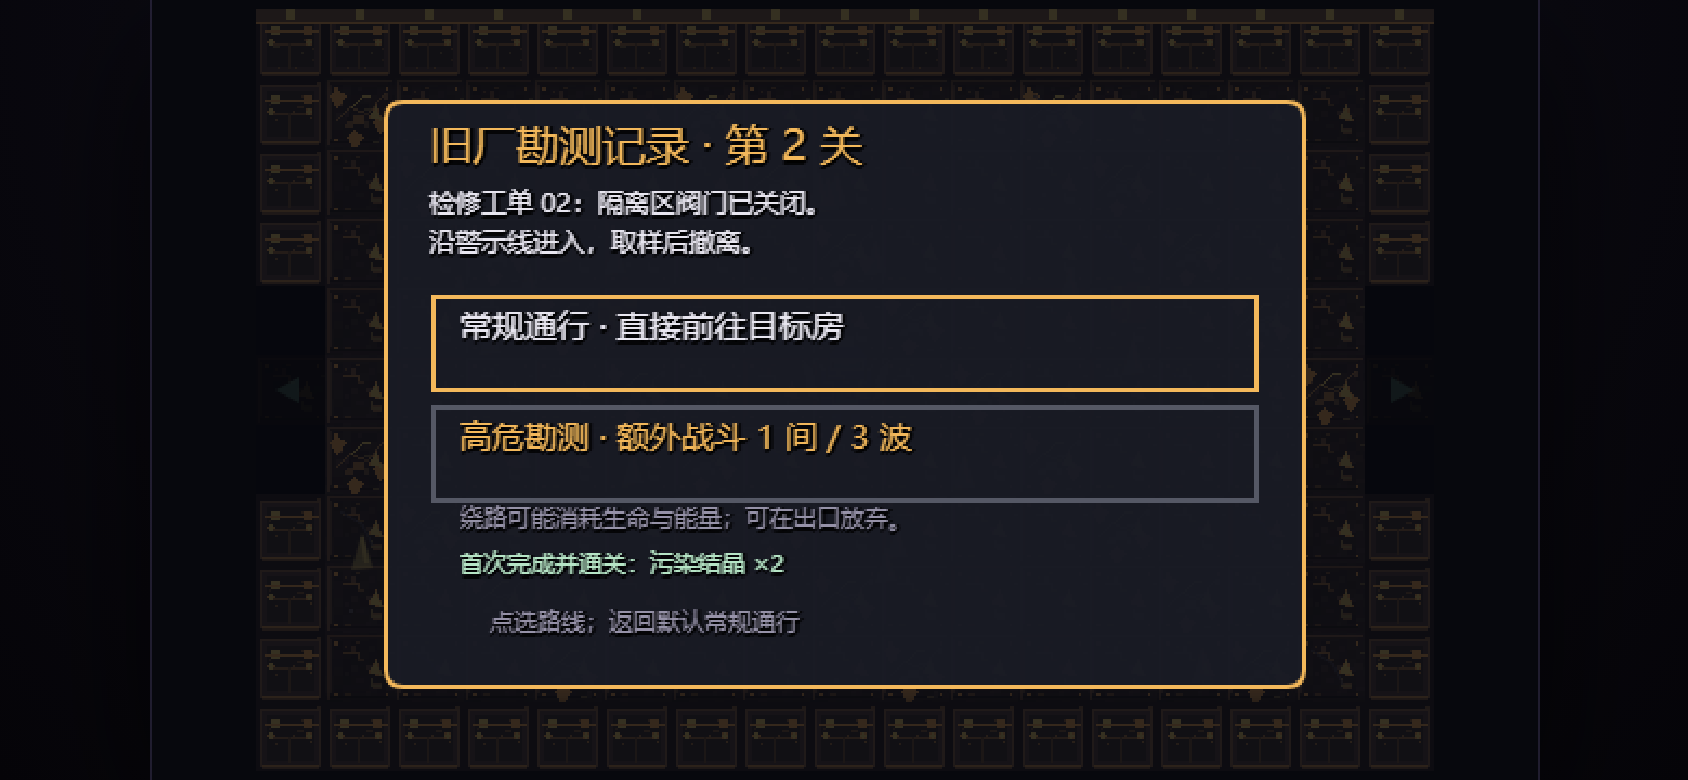 旧厂勘测记录 · 第 2 关
检修工单 02：隔离区阀门已关闭。
沿警示线进入，取样后撤离。
常规通行 · 直接前往目标房
高危勘测 · 额外战斗 1 间 / 3 波
绕路可能消耗生命与能量；可在出口放弃。
首次完成并通关：污染结晶 ×2
点选路线；返回默认常规通行